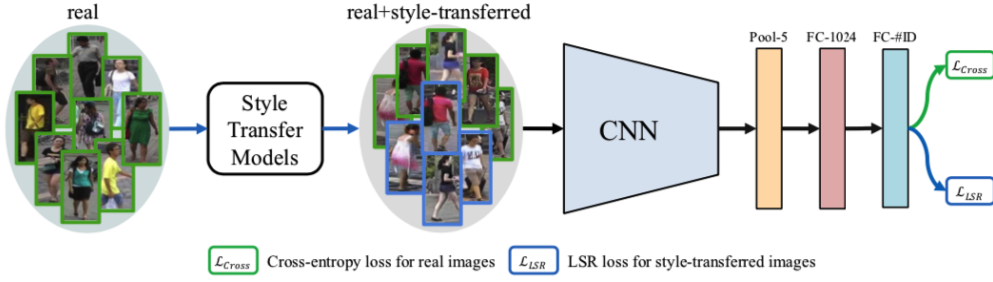 real
real+style-transferred
Style
Transfer
Models
CNN
Pool-5
FC-1024
FC-#ID
ℒCross
ℒLSR
ℒCross Cross-entropy loss for real images
ℒLSR LSR loss for style-transferred images